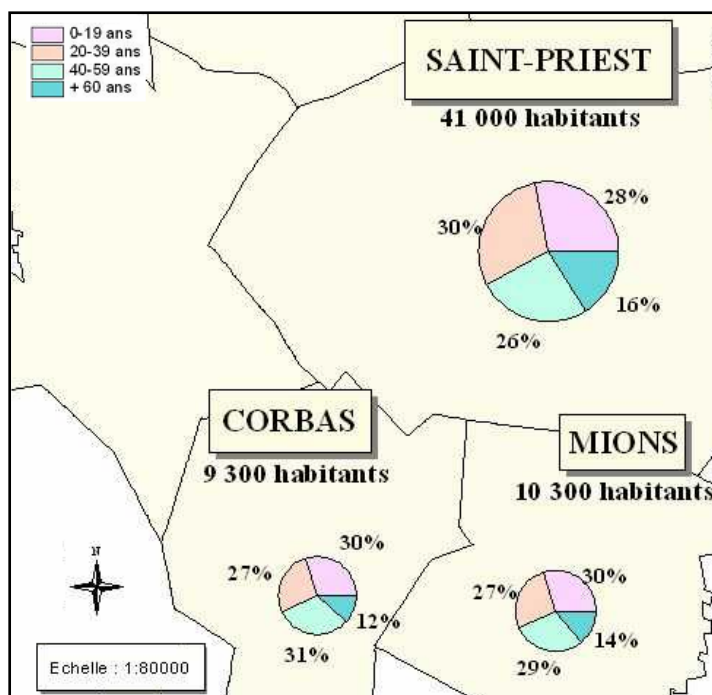 0-19 ans
20-39 ans
40-59 ans
+ 60 ans
SAINT-PRIEST
41 000 habitants
28%
30%
16%
26%
CORBAS
9 300 habitants
MIONS
10 300 habitants
N
30%
27%
12%
31%
30%
27%
14%
29%
Echelle : 1:80000